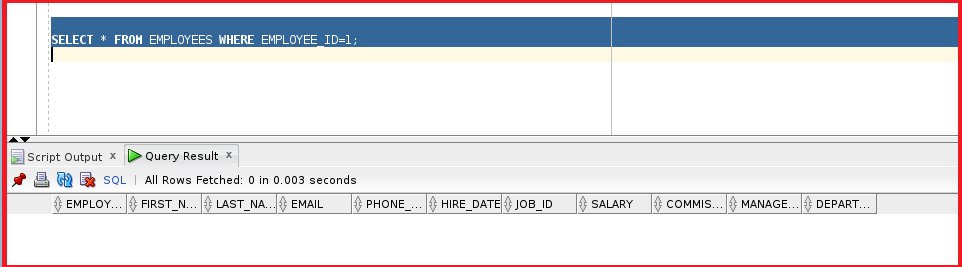 SELECT * FROM EMPLOYEES WHERE EMPLOYEE_ID=1;
Script Output x Query Result x
SQL | All Rows Fetched: 0 in 0.003 seconds
EMPLOY... FIRST_N... LAST_NA... EMAIL PHONE_... HIRE_DATE JOB_ID SALARY COMMIS... MANAGE... DEPART...